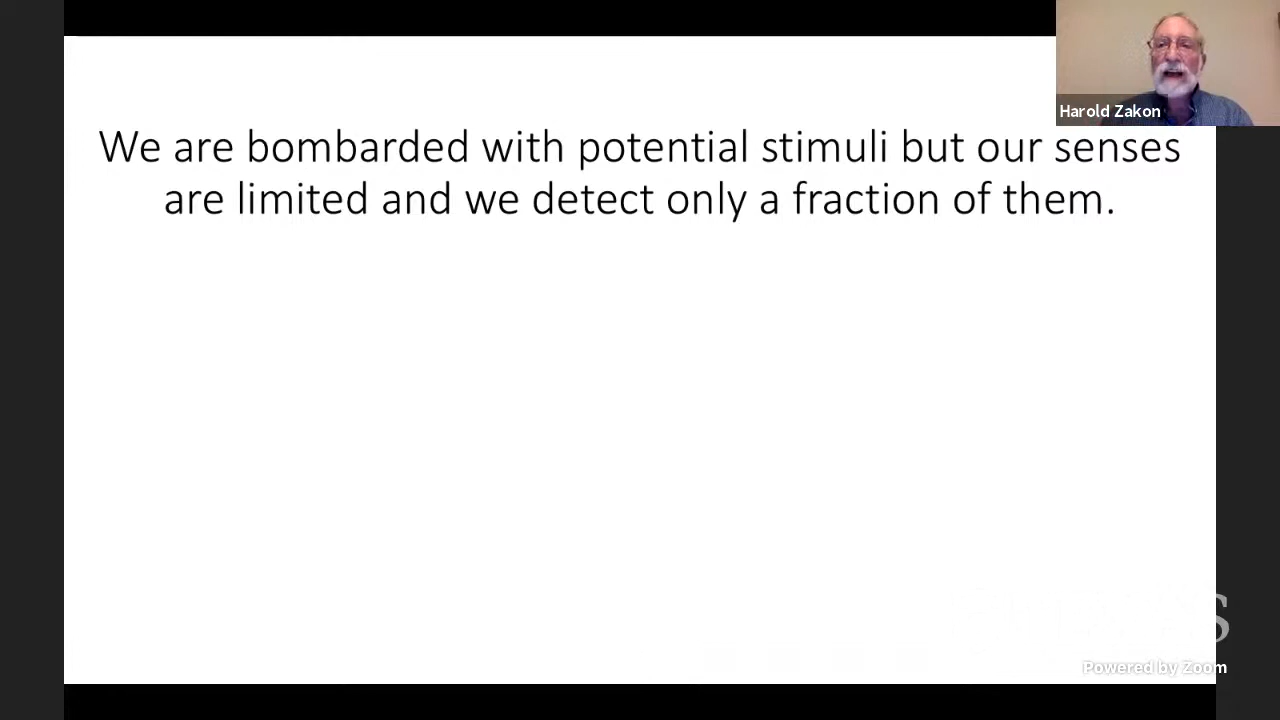 Harold Zakon
We are bombarded with potential stimuli but our senses
are limited and we detect only a fraction of them.
Powered by Zoom